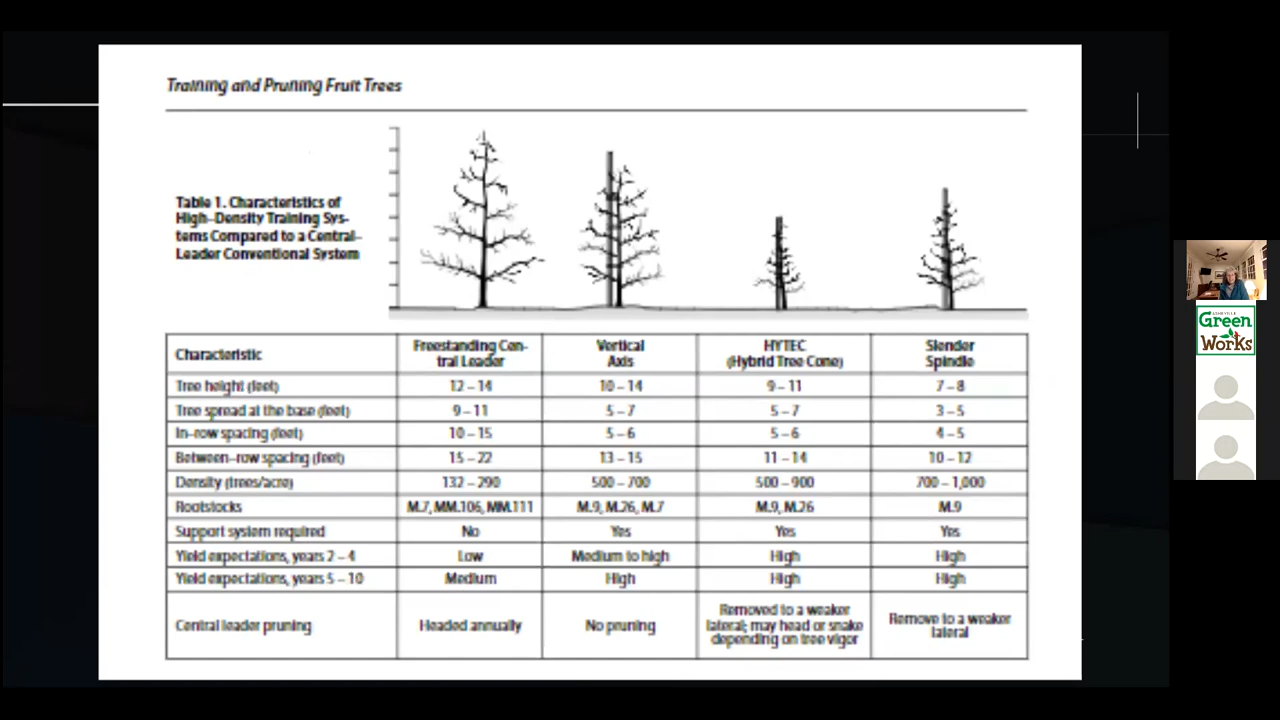 Training and Pruning Fruit Trees
Table 1. Characteristics of
High-Density Training Sys-
tems Compared to a Central-
Leader Conventional System
Characteristic Freestanding Cen-tral Leader Vertical Axis HYTEC (Hybrid Tree Cone) Slender Spindle
Tree height (feet) 12 – 14 10 – 14 9 – 11 7 – 8
Tree spread at the base (feet) 9 – 11 5 – 7 5 – 7 3 – 5
In-row spacing (feet) 10 – 15 5 – 6 5 – 6 4 – 5
Between-row spacing (feet) 15 – 22 13 – 15 11 – 14 10 – 12
Density (trees/acre) 132 – 290 500 – 700 500 – 900 700 – 1,000
Rootstocks M.7, MM.106, MM.111 M.9, M.26, M.7 M.9, M.26 M.9
Support system required No Yes Yes Yes
Yield expectations, years 2 – 4 Low Medium to high High High
Yield expectations, years 5 – 10 Medium High High High
Central leader pruning Headed annually No pruning Removed to a weaker lateral; may head or snake depending on tree vigor Remove to a weaker lateral
ASHEVILLE
Green
Works